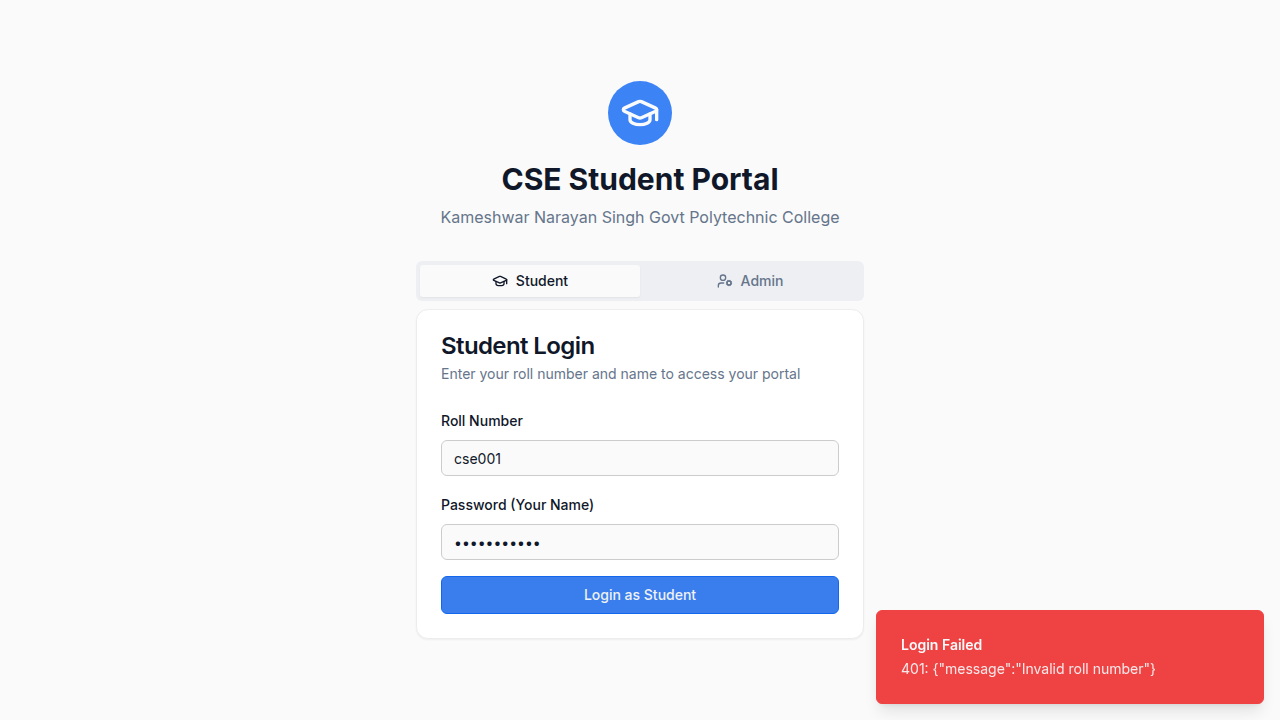 CSE Student Portal
Kameshwar Narayan Singh Govt Polytechnic College
Student
Admin
Student Login
Enter your roll number and name to access your portal
Roll Number
cse001
Password (Your Name)
•••••••••••
Login as Student
Login Failed
401: {"message":"Invalid roll number"}